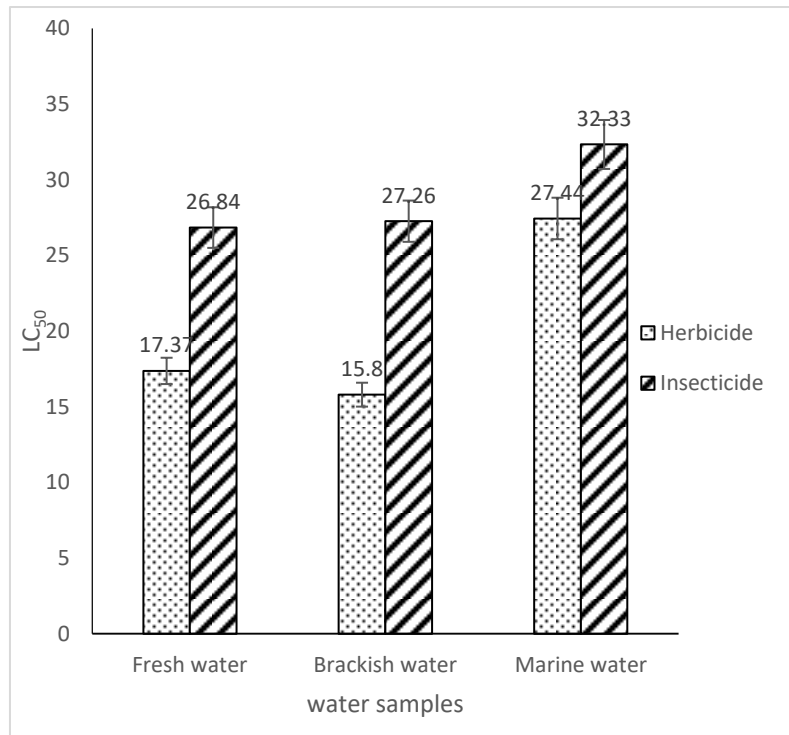 40
35
30
25
20
15
10
5
0
LC50
17.37
26.84
15.8
27.26
27.44
32.33
Herbicide
Insecticide
Fresh water
Brackish water
Marine water
water samples